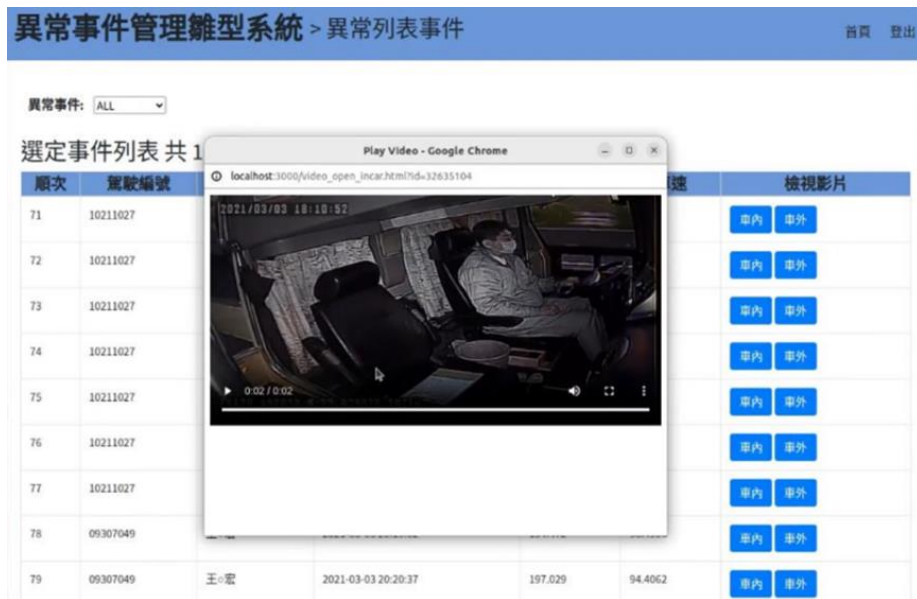 異常事件管理雛型系統 > 異常列表事件
首頁 登出
異常事件: ALL
選定事件列表 共 1
Play Video - Google Chrome
localhost:3000/video_open_incar.html?id=32635104
順次 駕駛編號 速 檢視影片
2021/03/03 18:10:52
71 10211027 車內 車外
72 10211027 車內 車外
73 10211027 車內 車外
74 10211027 車內 車外
75 10211027 車內 車外
0:02 / 0:02
76 10211027 車內 車外
77 10211027 車內 車外
78 09307049 車內 車外
79 09307049 王○宏 2021-03-03 20:20:37 197.029 94.4062 車內 車外